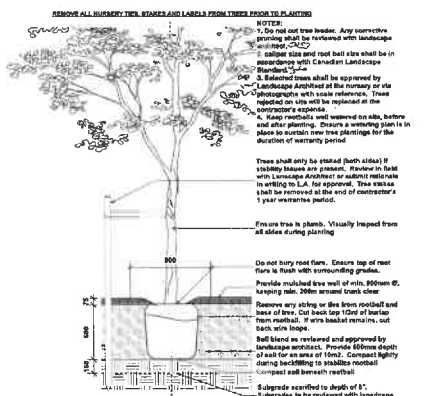 REMOVE ALL NURSERY TIES, STAKES AND LABELS FROM TREES PRIOR TO PLANTING
NOTES:
1. Do not cut tree leader. Any corrective
pruning shall be reviewed with landscape
architect.
2. caliper size and root ball size shall be in
accordance with Canadian Landscape
Standard.
3. Selected trees shall be approved by
Landscape Architect at the nursery or via
photographs with scale reference. Trees
rejected on site will be replaced at the
contractor's expense.
4. Keep rootballs well watered on site, before
and after planting. Ensure a watering plan is in
place to sustain new tree plantings for the
duration of warranty period
Trees shall only be staked (both sides) if
stability issues are present. Review in field
with Lanscape Architect or submit rationale
in writing to L.A. for approval. Tree stakes
shall be removed at the end of contractor's
1 year warrantee period.
Ensure tree is plumb. Visually inspect from
all sides during planting
900
Do not bury root flare. Ensure top of root
flare is flush with surrounding grades.
Provide mulched tree well of min. 900mm Ø,
keeping min. 200m around trunk clear
75
Remove any string or ties from rootball and
base of tree. Cut back top 1/3rd of burlap
from rootball. If wire basket remains, cut
back wire loops.
600
Soil blend as reviewed and approved by
landscape architect. Provide 600mm depth
of soil for an area of 10m2. Compact lightly
during backfilling to stabilize rootball
150
Compact soil beneath rootball
Subgrade scarified to depth of 6".
Subgrades to be reviewed with landscape